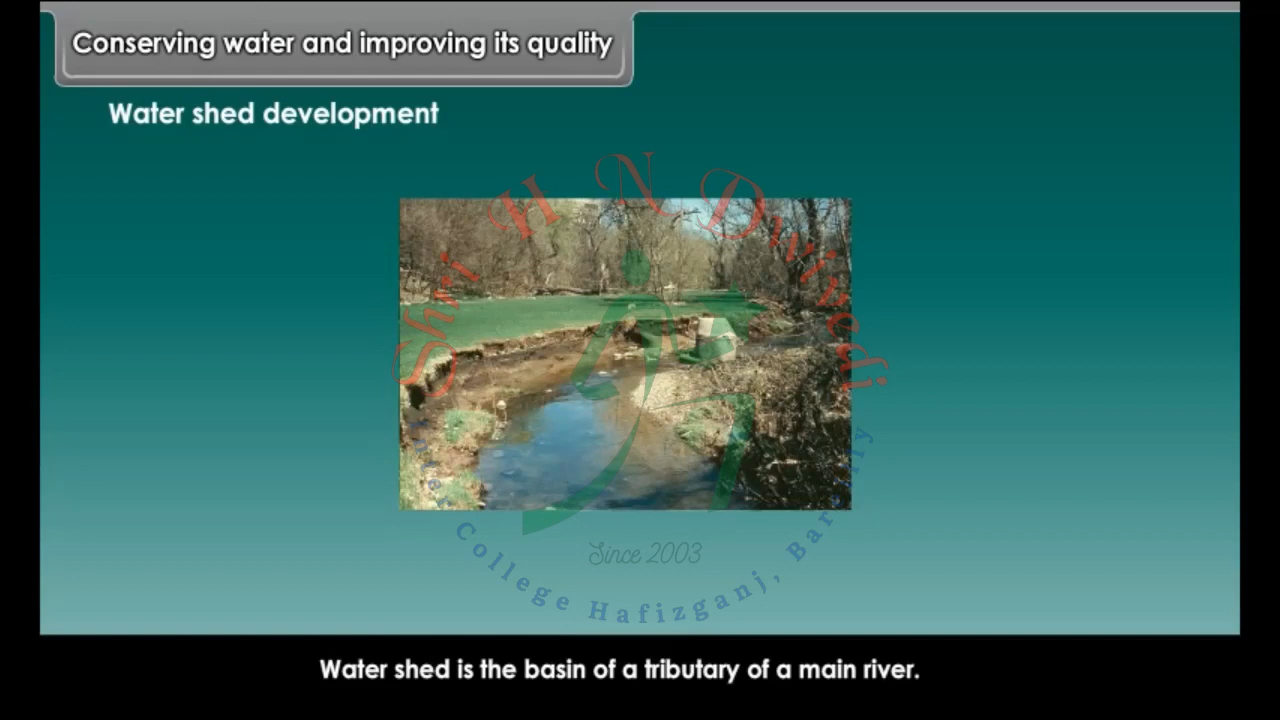 Conserving water and improving its quality
Water shed development
Shri H N Dwivedi
College Hafizganj, Bareilly
Since 2003
Water shed is the basin of a tributary of a main river.